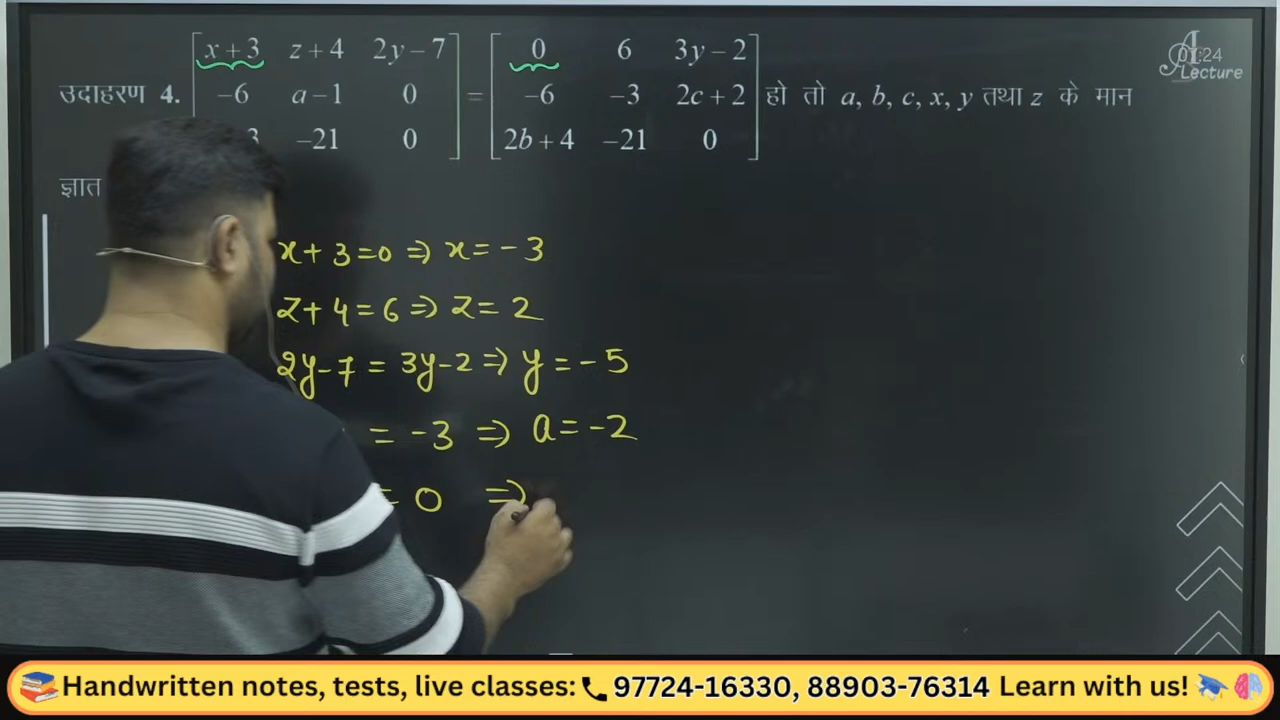 उदाहरण 4. [x + 3 z + 4 2y − 7] = [0 6 3y − 2]
[−6 a − 1 0] = [−6 −3 2c + 2] हो तो a, b, c, x, y तथा z के मान
[3 −21 0] [2b + 4 −21 0]
ज्ञात
01:24
Lecture
x + 3 = 0 ⇒ x = − 3
z + 4 = 6 ⇒ z = 2
2y − 7 = 3y − 2 ⇒ y = − 5
= −3 ⇒ a = −2
= 0 ⇒
Handwritten notes, tests, live classes: 97724-16330, 88903-76314 Learn with us!